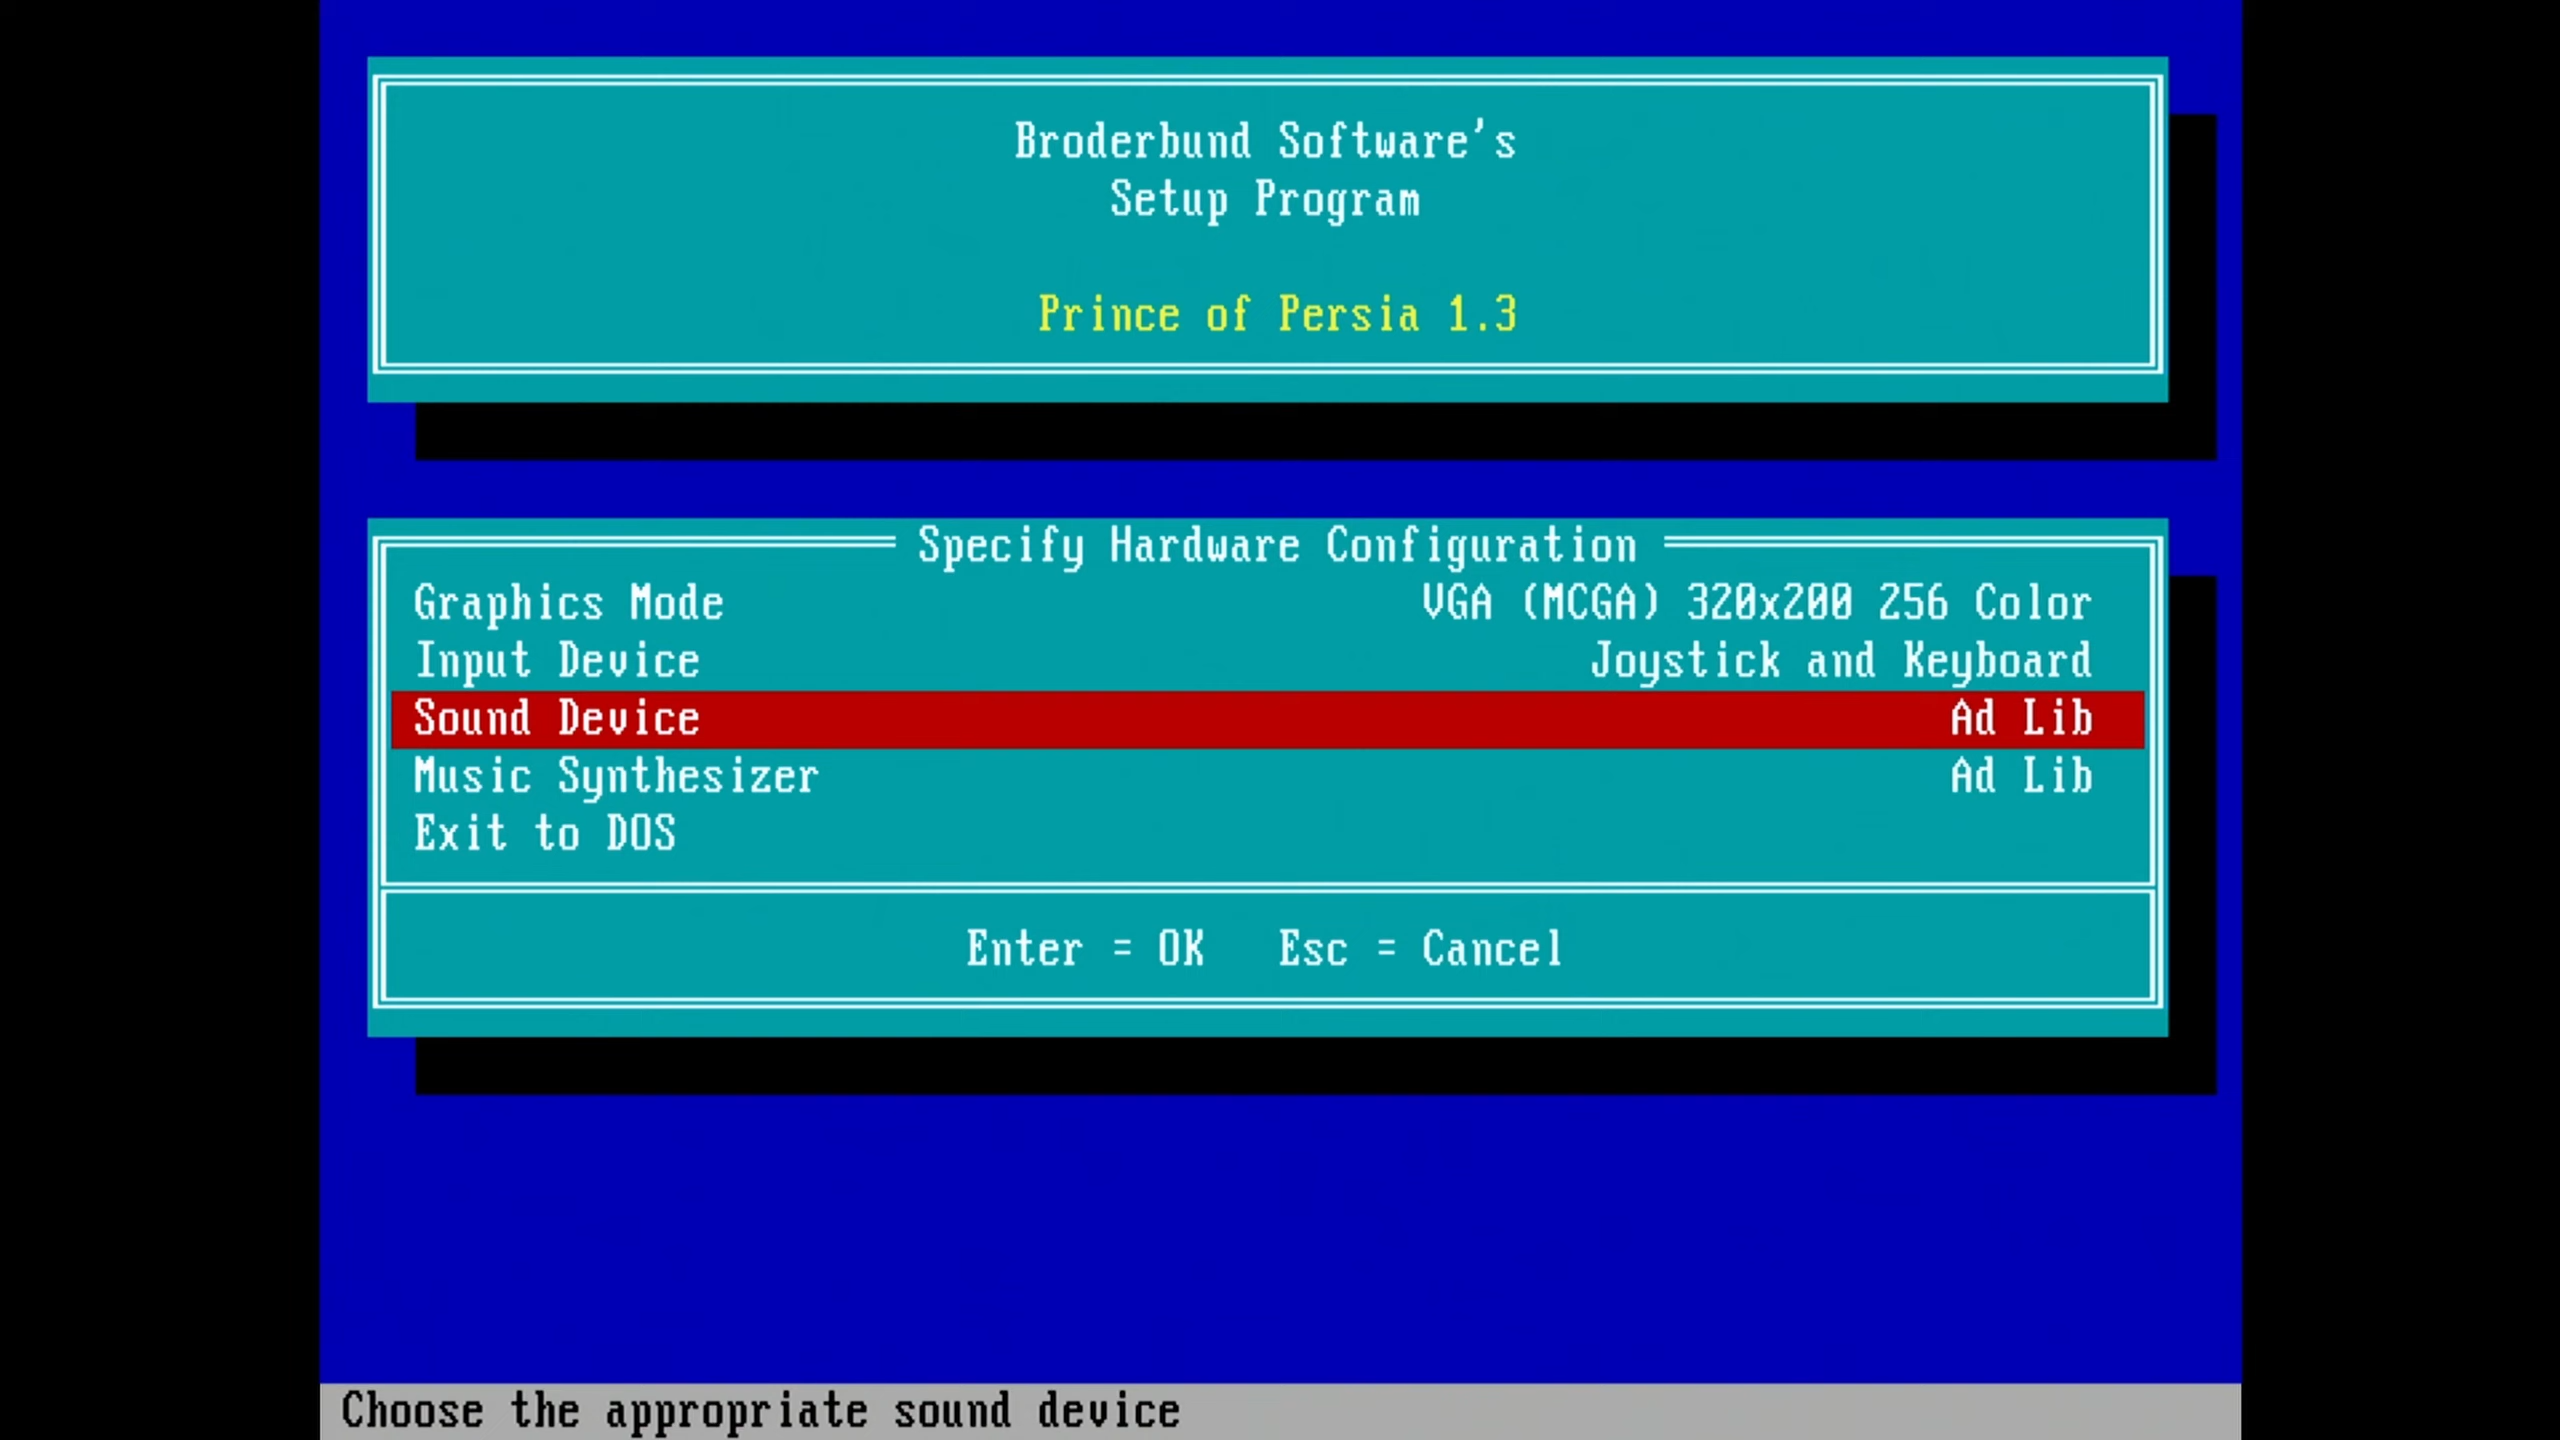 Broderbund Software's
Setup Program
Prince of Persia 1.3
Specify Hardware Configuration
Graphics Mode VGA (MCGA) 320x200 256 Color
Input Device Joystick and Keyboard
Sound Device Ad Lib
Music Synthesizer Ad Lib
Exit to DOS
Enter = OK Esc = Cancel
Choose the appropriate sound device